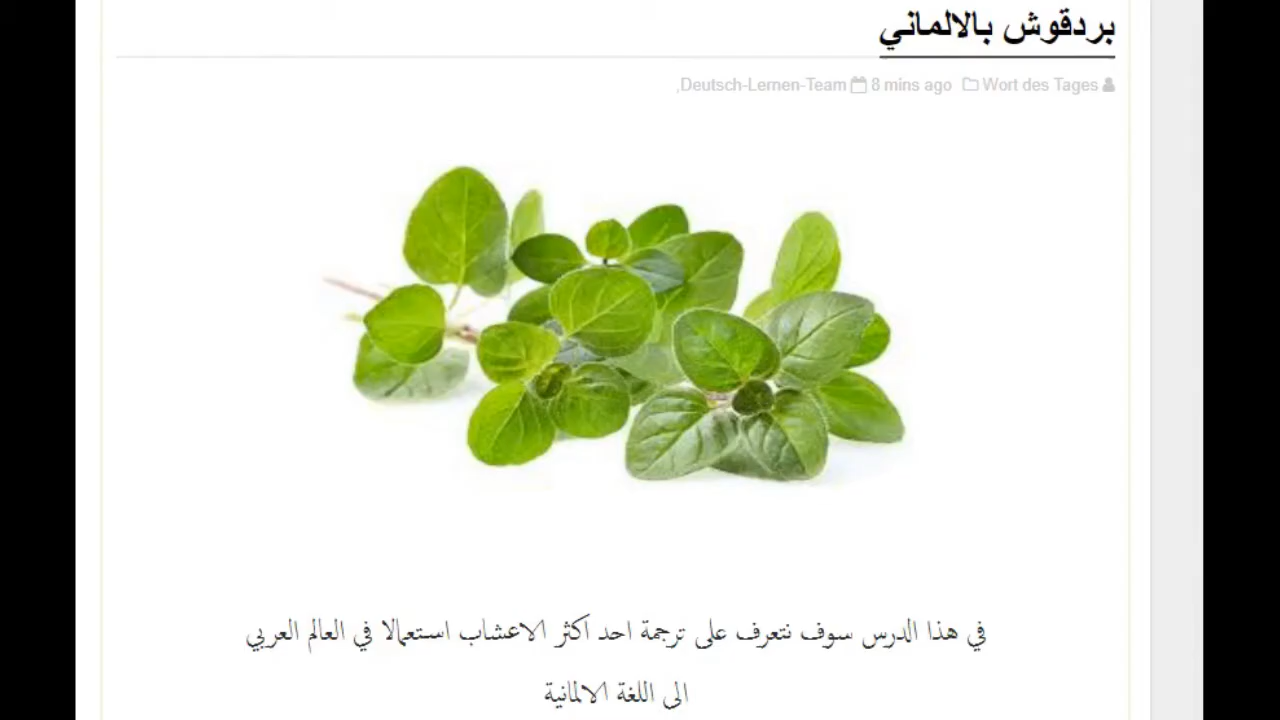 بردقوش بالالماني
Deutsch-Lernen-Team, 8 mins ago Wort des Tages
في هذا الدرس سوف نتعرف على ترجمة احد اكثر الاعشاب استعمالا في العالم العربي
الى اللغة الالمانية